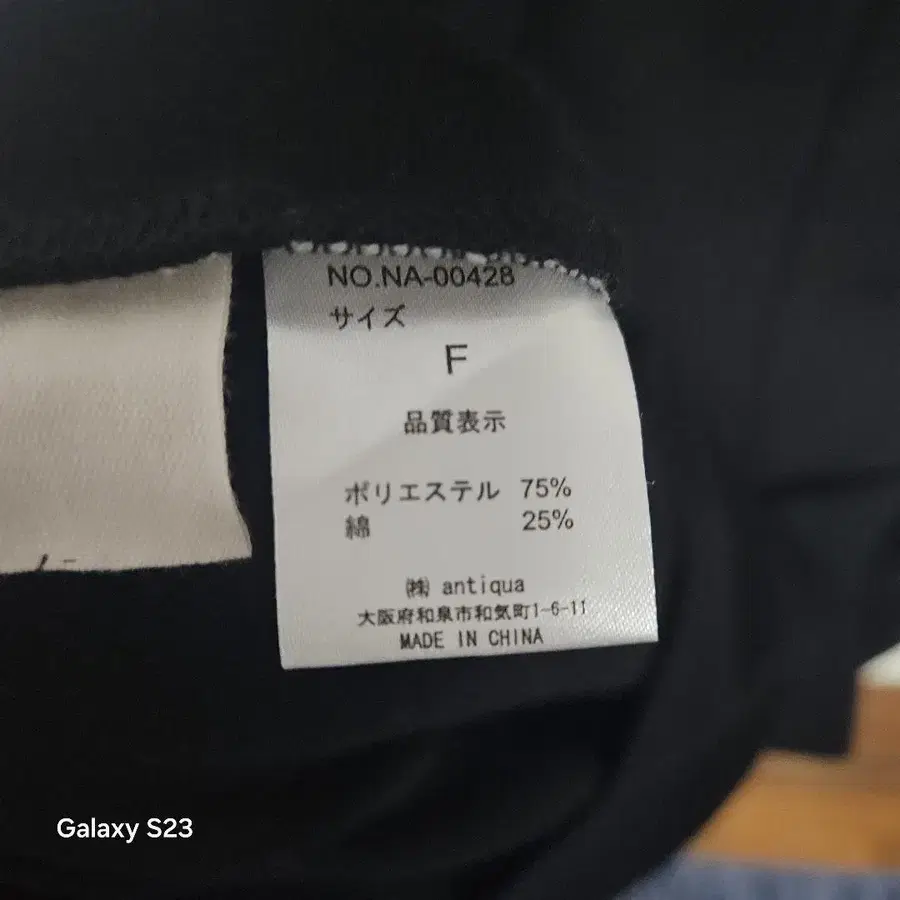 NO.NA-00428
サイズ
F
品質表示
ポリエステル 75%
綿 25%
㈱ antiqua
大阪府和泉市和気町1-6-11
MADE IN CHINA
Galaxy S23